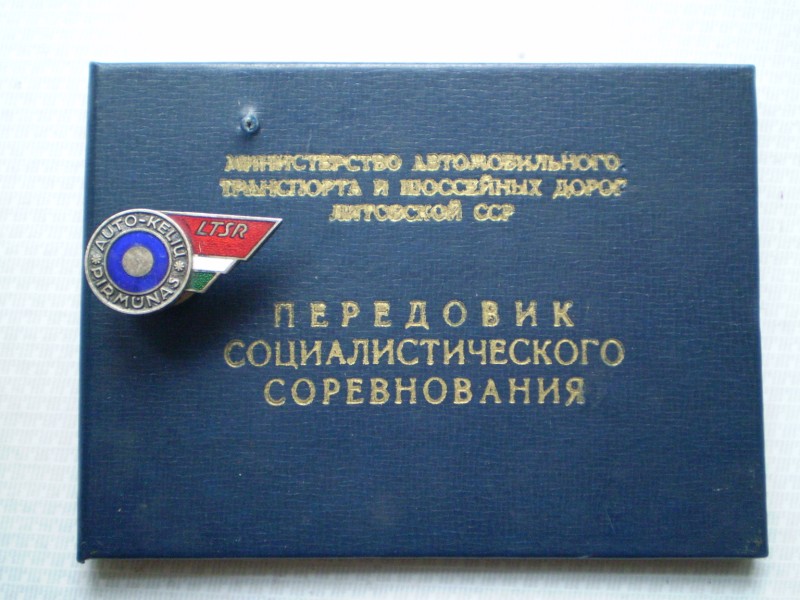 МИНИСТЕРСТВО АВТОМОБИЛЬНОГО
ТРАНСПОРТА И ШОССЕЙНЫХ ДОРОГ
ЛИТОВСКОЙ ССР
AUTO-KELIŲ
PIRMŪNAS
LTSR
ПЕРЕДОВИК
СОЦИАЛИСТИЧЕСКОГО
СОРЕВНОВАНИЯ